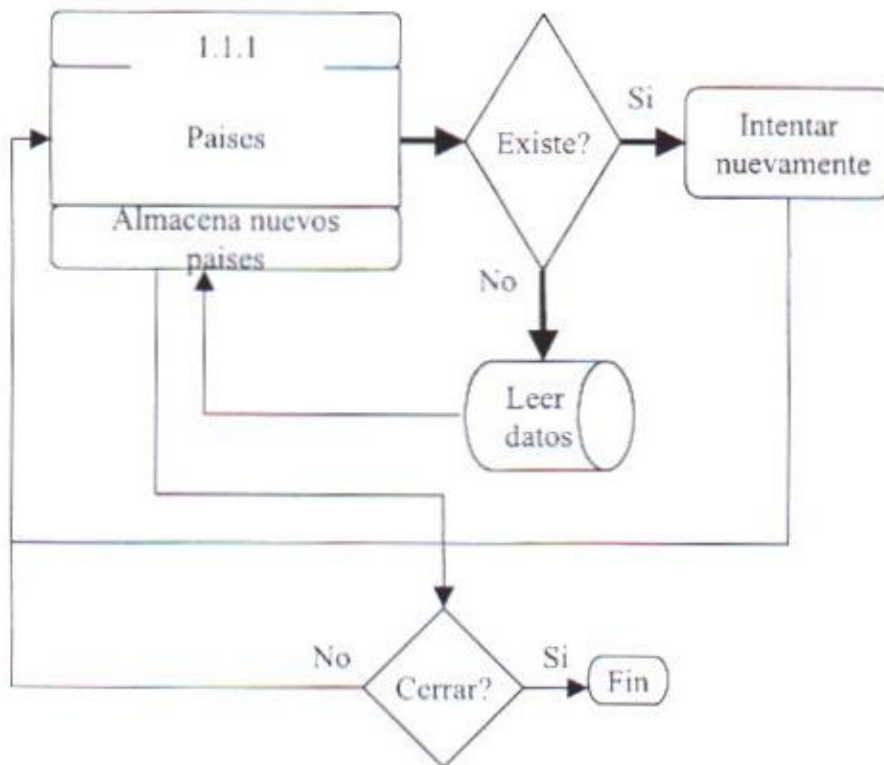 1.1.1
Paises
Almacena nuevos
paises
Existe?
Si
Intentar
nuevamente
No
Leer
datos
No
Cerrar?
Si
Fin